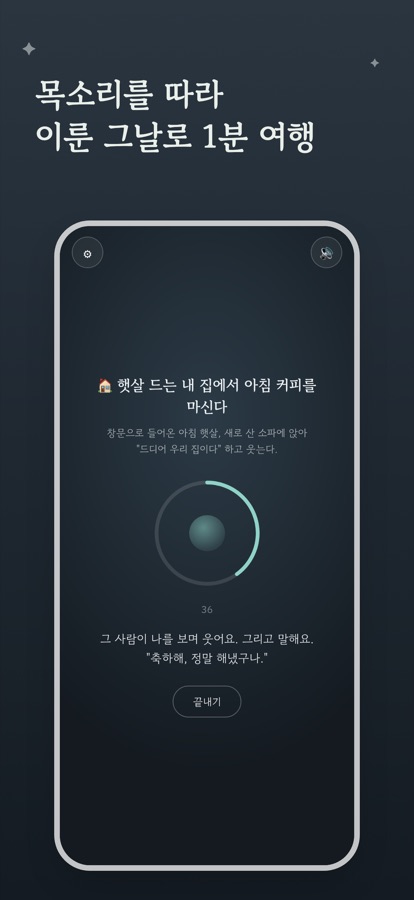 목소리를 따라
이룬 그날로 1분 여행
햇살 드는 내 집에서 아침 커피를
마신다
창문으로 들어온 아침 햇살, 새로 산 소파에 앉아
"드디어 우리 집이다" 하고 웃는다.
36
그 사람이 나를 보며 웃어요. 그리고 말해요.
"축하해, 정말 해냈구나."
끝내기